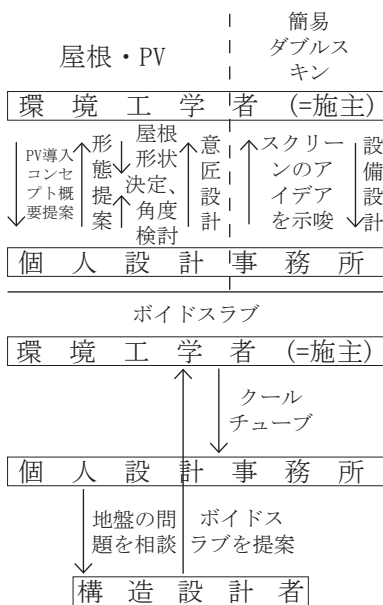 屋根・PV
簡易
ダブルス
キン
環境工学者(=施主)
PV導入
コンセ
プト概
要提案
形態提案
屋根
形状
決定、
角度
検討
意匠設計
スクリー
ンのア
イデア
を示唆
設備設計
個人設計事務所
ボイドスラブ
環境工学者(=施主)
クール
チューブ
個人設計事務所
地盤の問
題を相談
ボイドス
ラブを提案
構造設計者